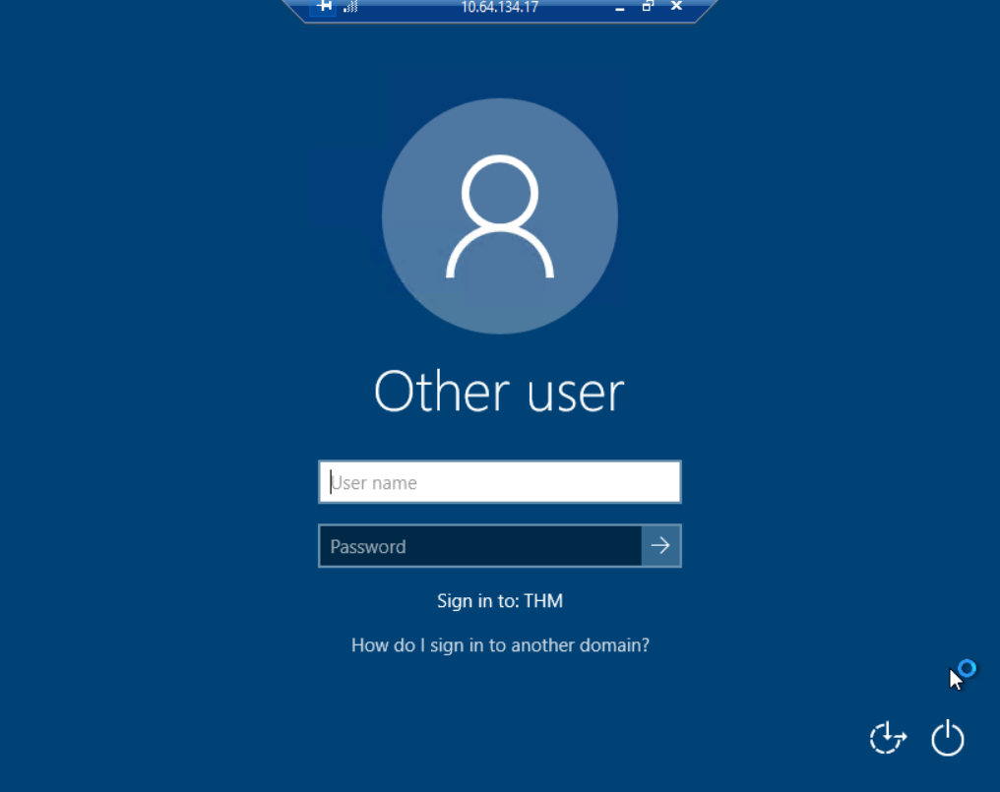 10.64.134.17
Other user
User name
Password
Sign in to: THM
How do I sign in to another domain?